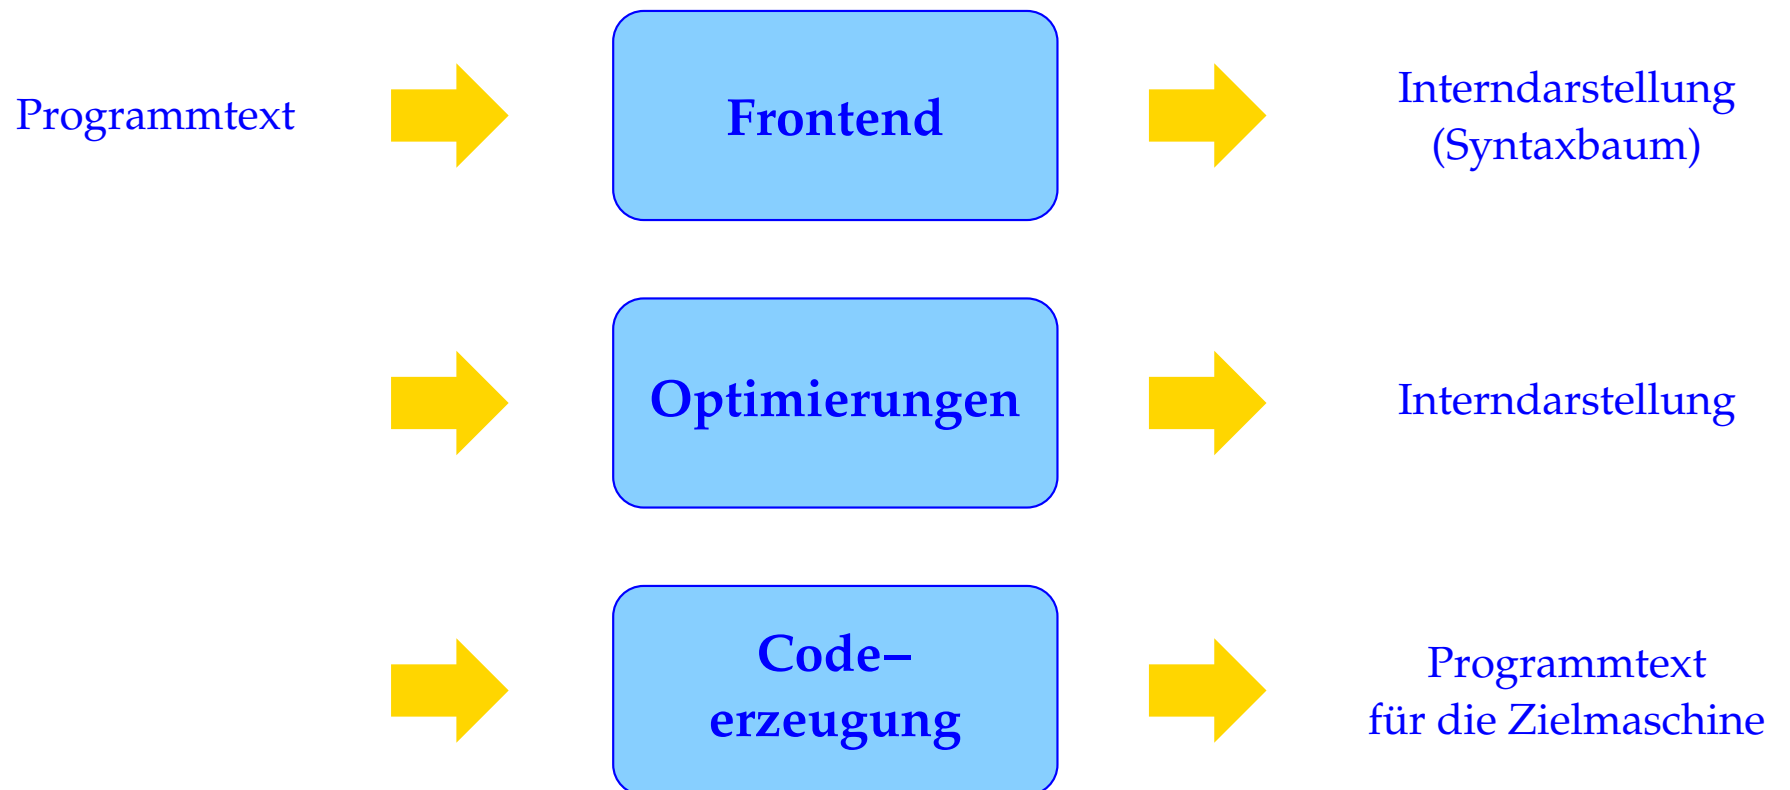 Programmtext
Frontend
Interndarstellung
(Syntaxbaum)
Optimierungen
Interndarstellung
Code–
erzeugung
Programmtext
für die Zielmaschine